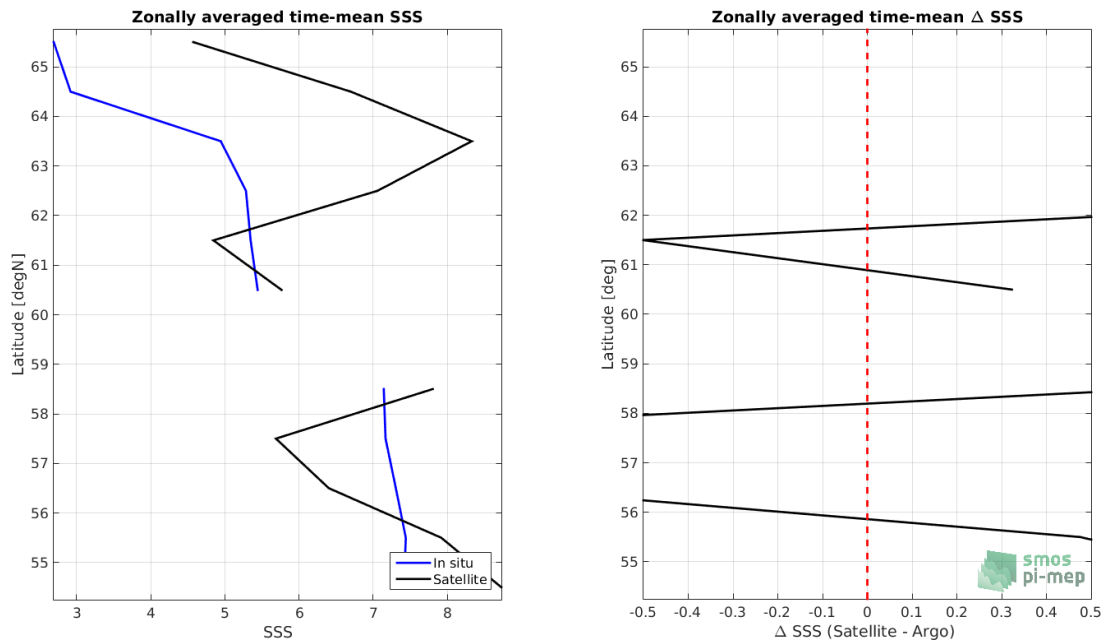 Zonally averaged time-mean SSS
65
64
63
62
61
60
59
58
57
56
55
Latitude [degN]
3 4 5 6 7 8
SSS
In situ
Satellite
Zonally averaged time-mean Δ SSS
65
64
63
62
61
60
59
58
57
56
55
Latitude [deg]
-0.5 -0.4 -0.3 -0.2 -0.1 0 0.1 0.2 0.3 0.4 0.5
Δ SSS (Satellite - Argo)
smos
pi-mep